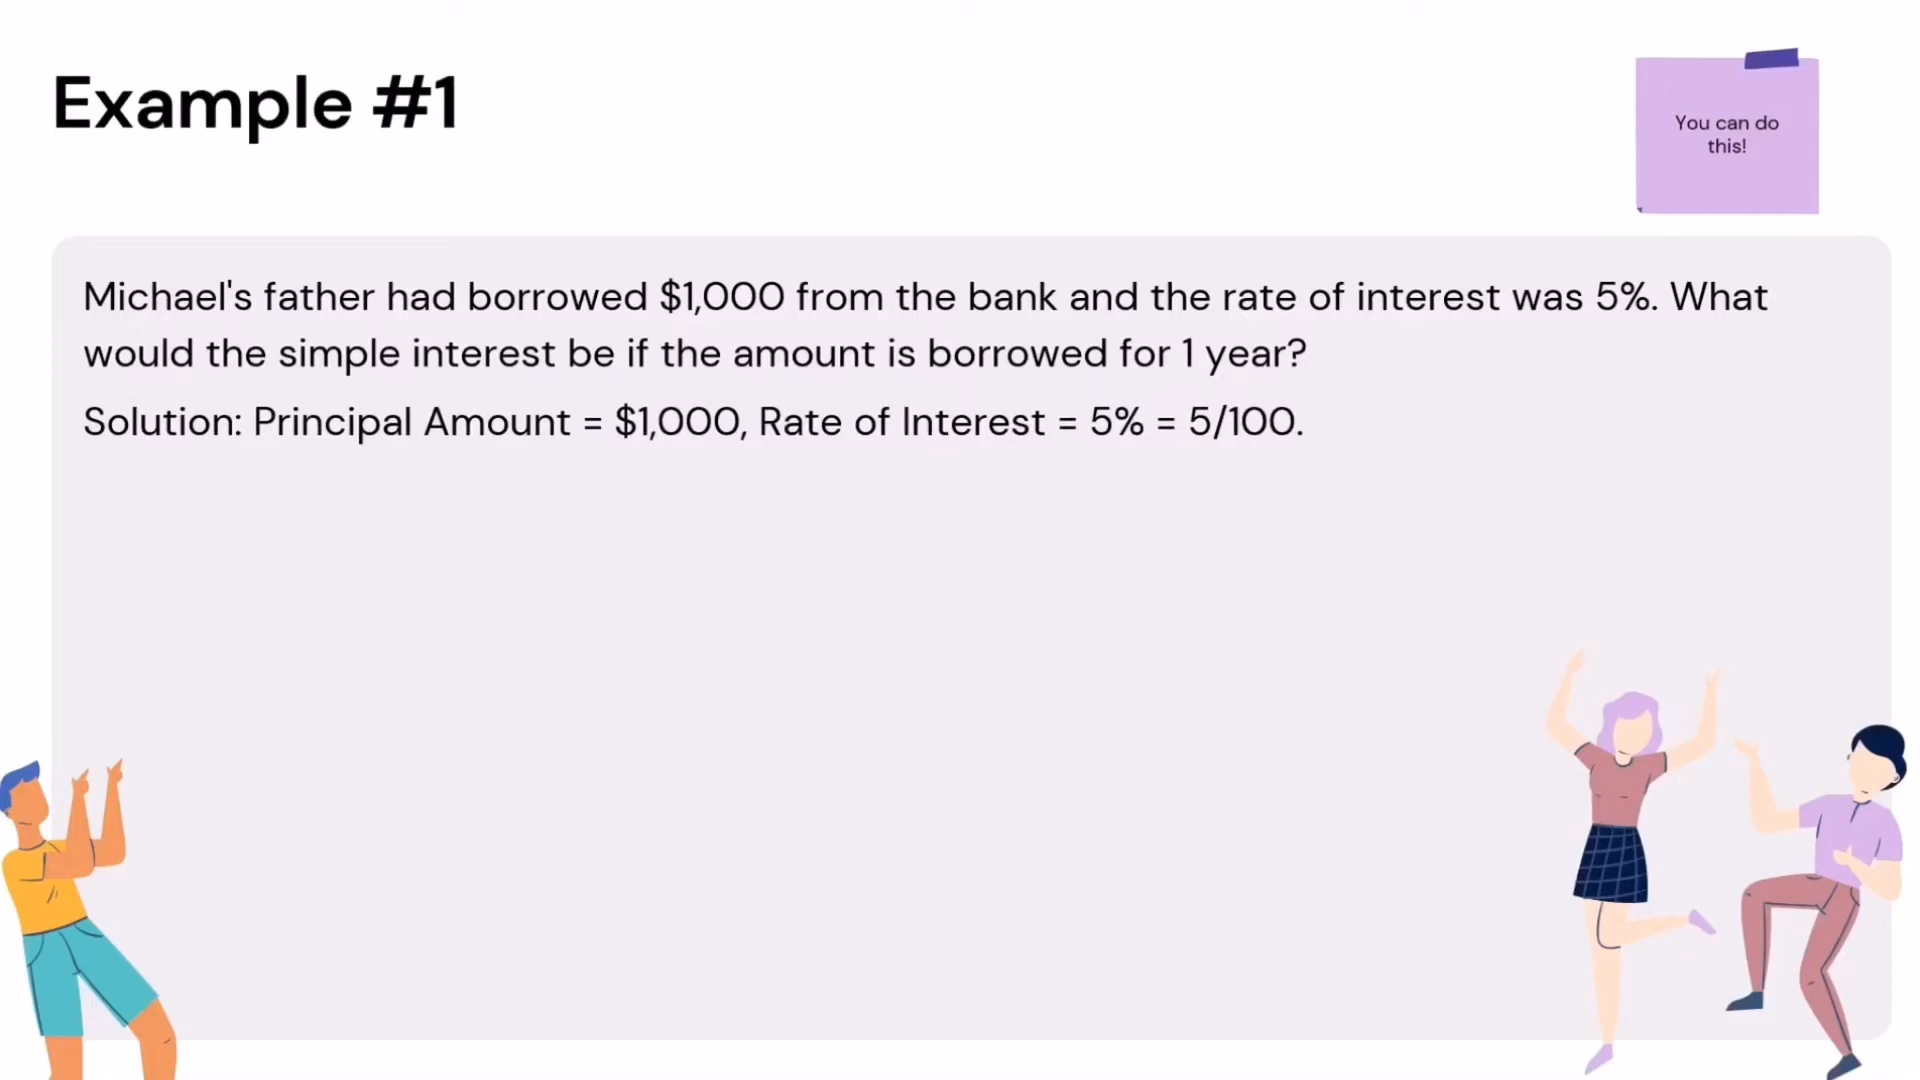 Example #1
You can do
this!
Michael's father had borrowed $1,000 from the bank and the rate of interest was 5%. What
would the simple interest be if the amount is borrowed for 1 year?
Solution: Principal Amount = $1,000, Rate of Interest = 5% = 5/100.